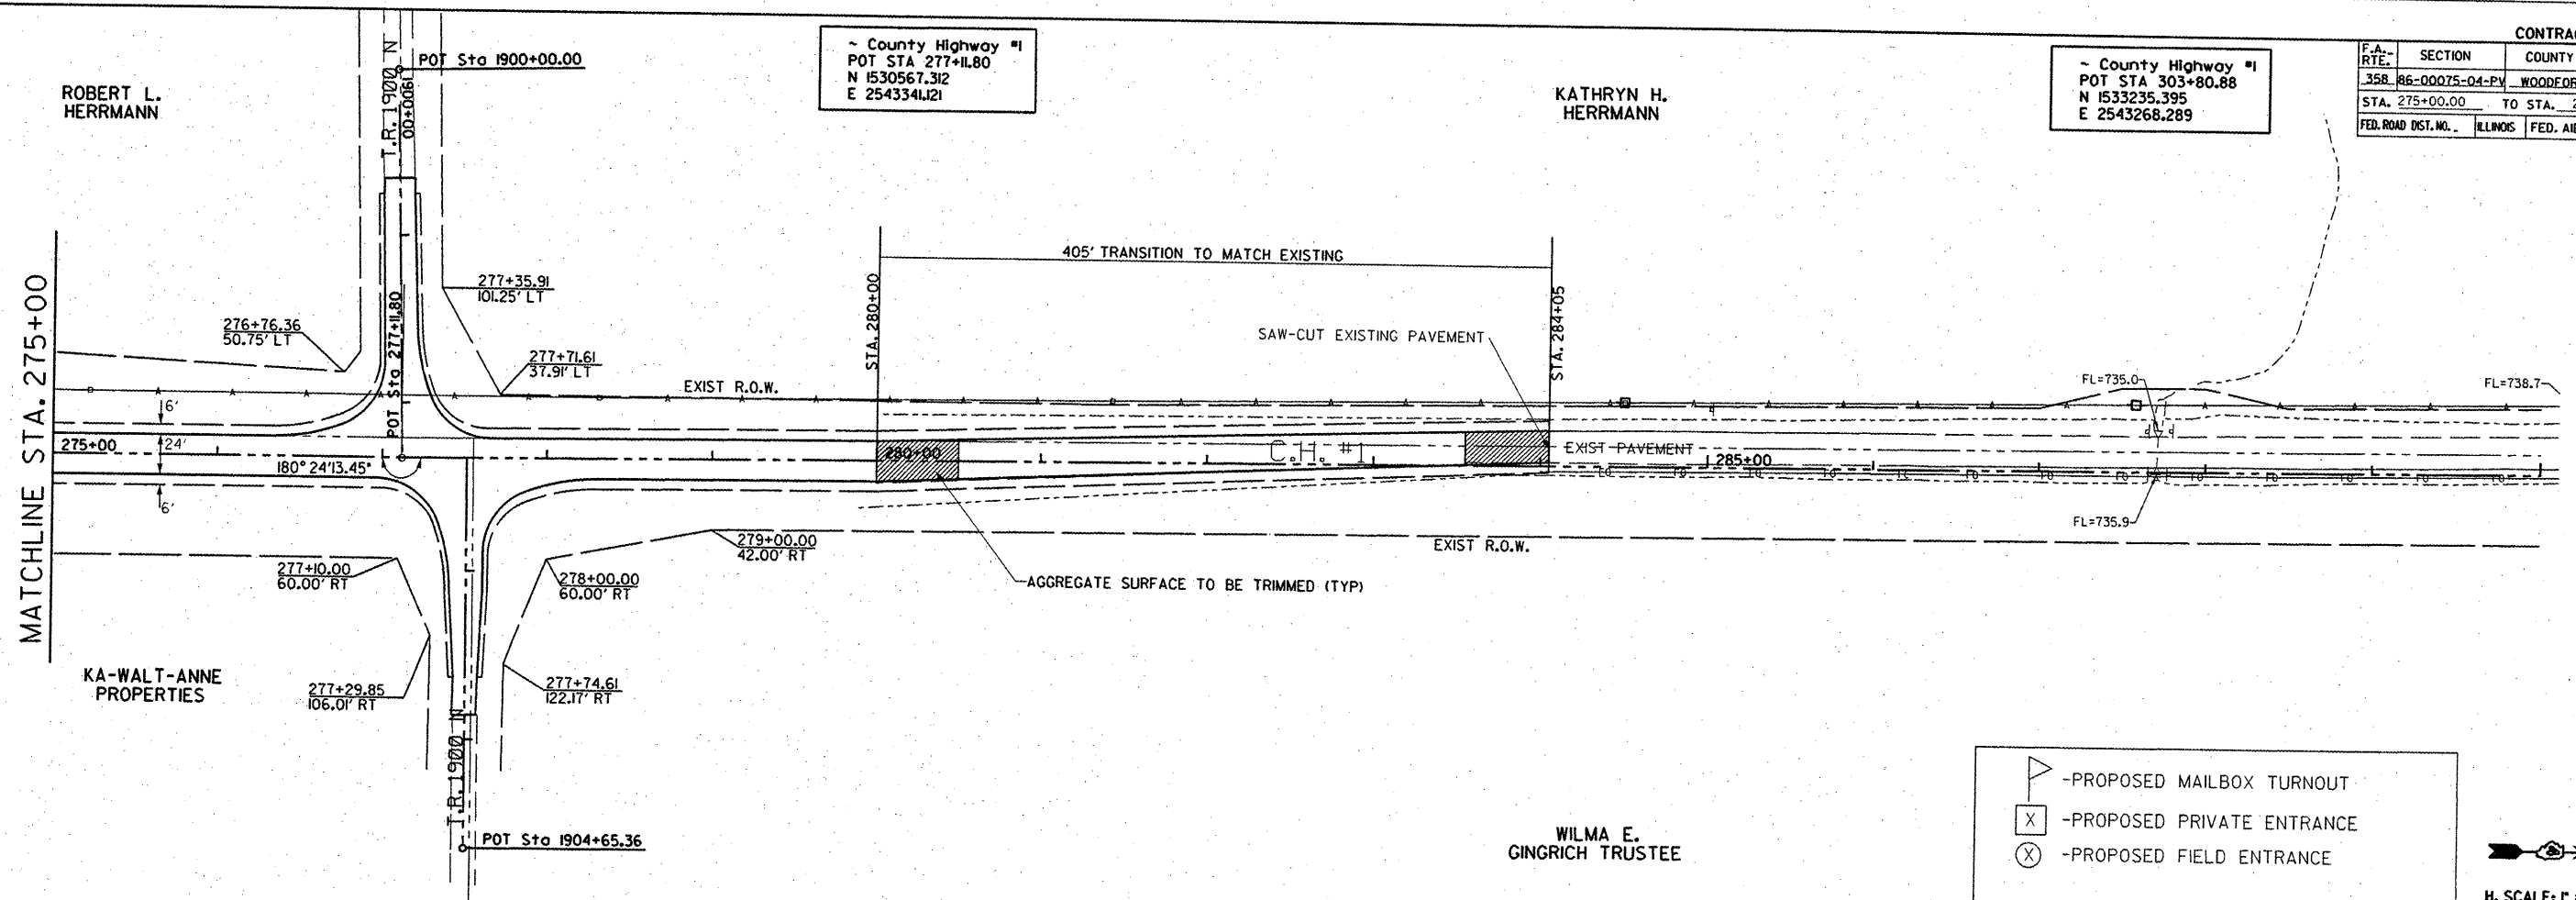 CONTRA
F.A. RTE. SECTION COUNTY
358 86-00075-04-PV WOODFOR
STA. 275+00.00 TO STA. 2
FED. ROAD DIST. NO. ILLINOIS FED. AI
~ County Highway #1
POT STA 277+11.80
N 1530567.312
E 2543341.121
~ County Highway #1
POT STA 303+80.88
N 1533235.395
E 2543268.289
ROBERT L.
HERRMANN
KATHRYN H.
HERRMANN
T.R. 1900 N
1900+00
POT Sta 1900+00.00
MATCHLINE STA. 275+00
276+76.36
50.75' LT
POT Sta 277+11.80
277+35.91
101.25' LT
277+71.61
37.91' LT
EXIST R.O.W.
STA. 280+00
405' TRANSITION TO MATCH EXISTING
STA. 284+05
SAW-CUT EXISTING PAVEMENT
FL=735.0
FL=738.7
6'
24'
6'
275+00
180° 24'13.45"
280+00
C.H. #1
EXIST PAVEMENT
285+00
FL=735.9
277+10.00
60.00' RT
278+00.00
60.00' RT
279+00.00
42.00' RT
EXIST R.O.W.
AGGREGATE SURFACE TO BE TRIMMED (TYP)
KA-WALT-ANNE
PROPERTIES
277+29.85
106.01' RT
277+74.61
122.17' RT
T.R. 1900 N
POT Sta 1904+65.36
WILMA E.
GINGRICH TRUSTEE
-PROPOSED MAILBOX TURNOUT
X -PROPOSED PRIVATE ENTRANCE
X -PROPOSED FIELD ENTRANCE
H. SCALE: 1"